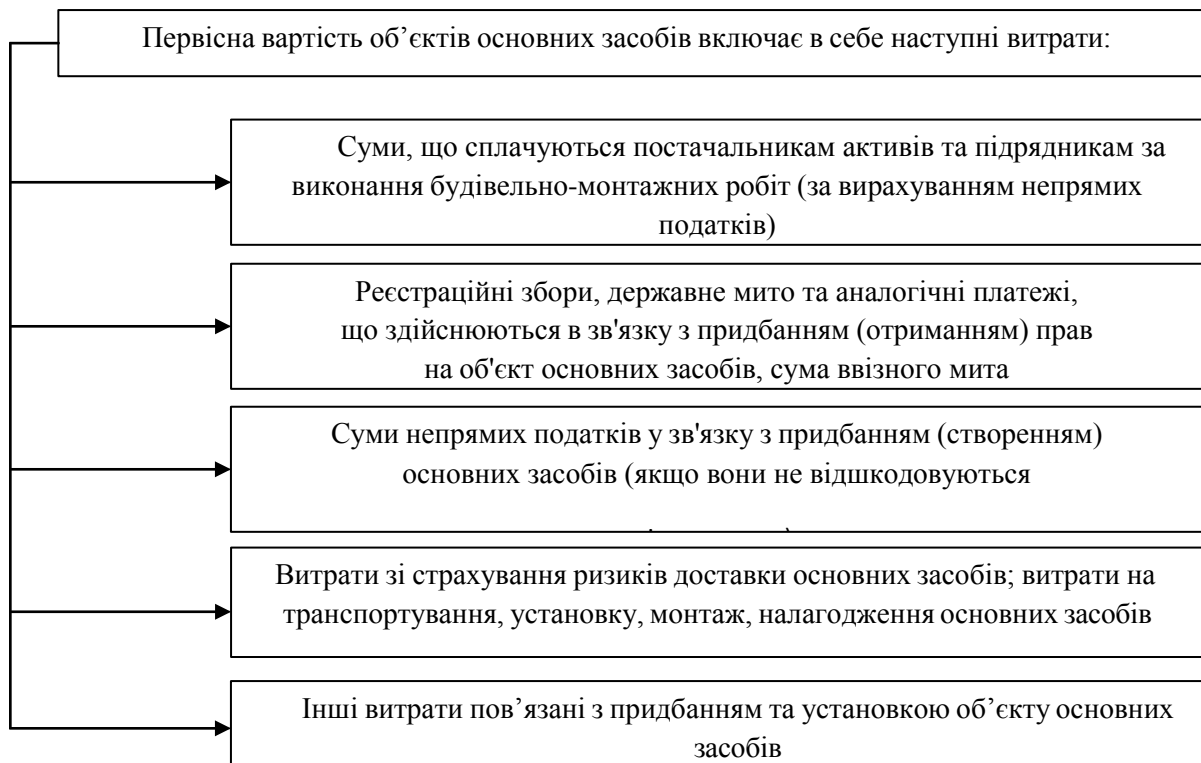 Первісна вартість об’єктів основних засобів включає в себе наступні витрати:
Суми, що сплачуються постачальникам активів та підрядникам за
виконання будівельно-монтажних робіт (за вирахуванням непрямих
податків)
Реєстраційні збори, державне мито та аналогічні платежі,
що здійснюються в зв'язку з придбанням (отриманням) прав
на об'єкт основних засобів, сума ввізного мита
Суми непрямих податків у зв'язку з придбанням (створенням)
основних засобів (якщо вони не відшкодовуються
Витрати зі страхування ризиків доставки основних засобів; витрати на
транспортування, установку, монтаж, налагодження основних засобів
Інші витрати пов’язані з придбанням та установкою об’єкту основних
засобів